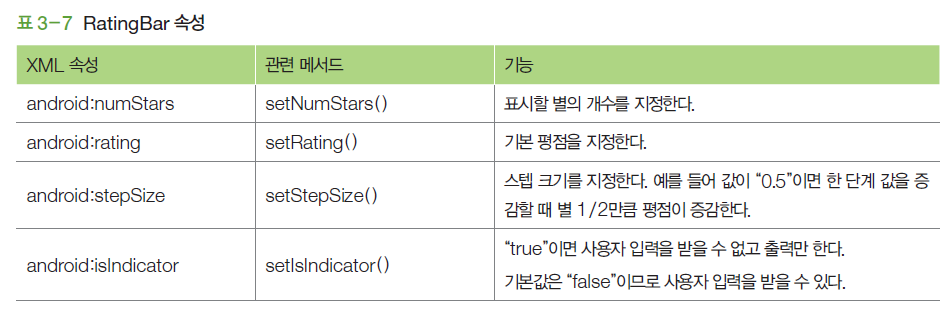 표 3-7 RatingBar 속성
XML 속성 관련 메서드 기능
android:numStars setNumStars() 표시할 별의 개수를 지정한다.
android:rating setRating() 기본 평점을 지정한다.
android:stepSize setStepSize() 스텝 크기를 지정한다. 예를 들어 값이 “0.5”이면 한 단계 값을 증
감할 때 별 1/2만큼 평점이 증감한다.
android:isIndicator setIsIndicator() “true”이면 사용자 입력을 받을 수 없고 출력만 한다.
기본값은 “false”이므로 사용자 입력을 받을 수 있다.